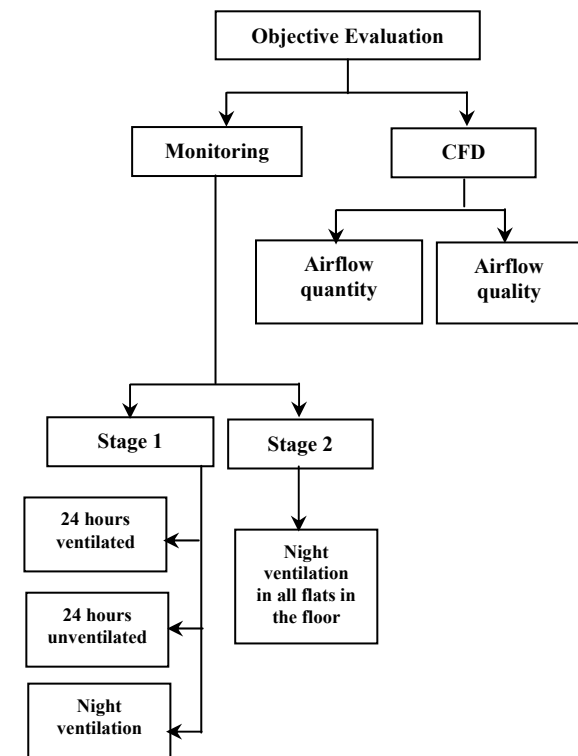 Objective Evaluation
Monitoring
CFD
Airflow
quantity
Airflow
quality
Stage 1
Stage 2
24 hours
ventilated
24 hours
unventilated
Night
ventilation
Night
ventilation
in all flats in
the floor